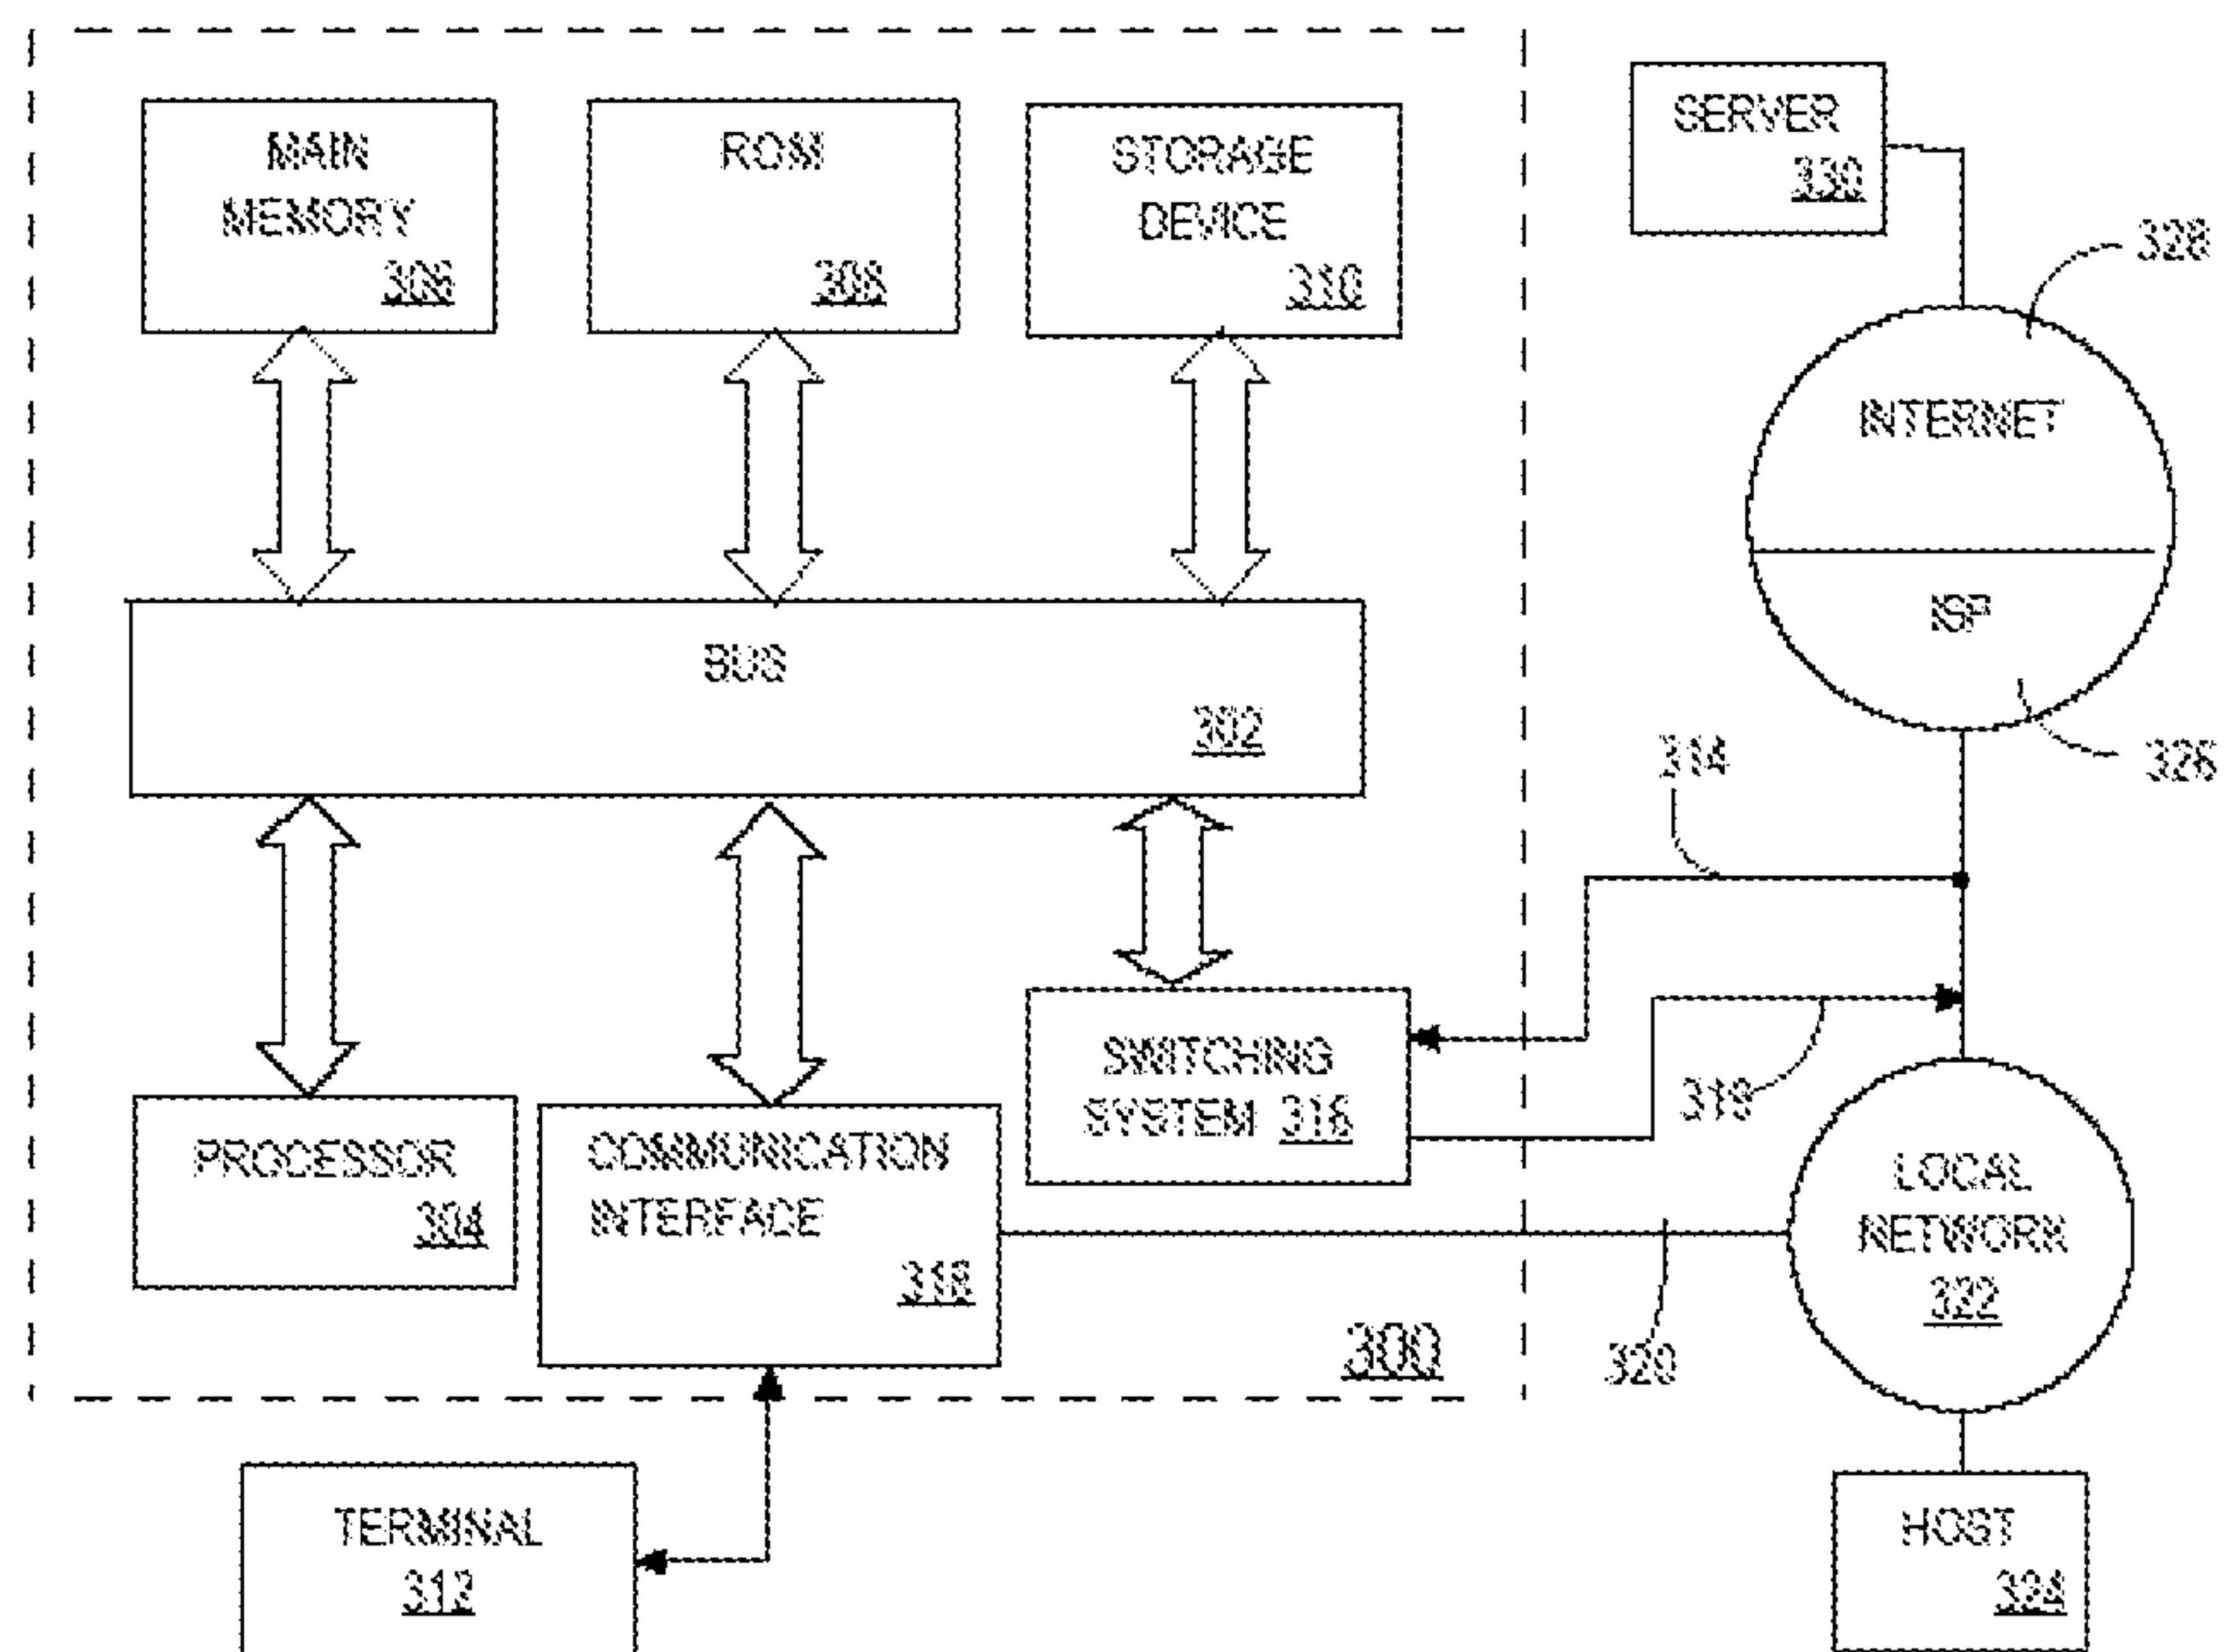 MAIN
MEMORY
306
ROM
308
STORAGE
DEVICE
310
SERVER
330
328
INTERNET
ISP
326
BUS
302
314
SWITCHING
SYSTEM 316
319
PROCESSOR
304
COMMUNICATION
INTERFACE
318
LOCAL
NETWORK
322
300
320
TERMINAL
312
HOST
324